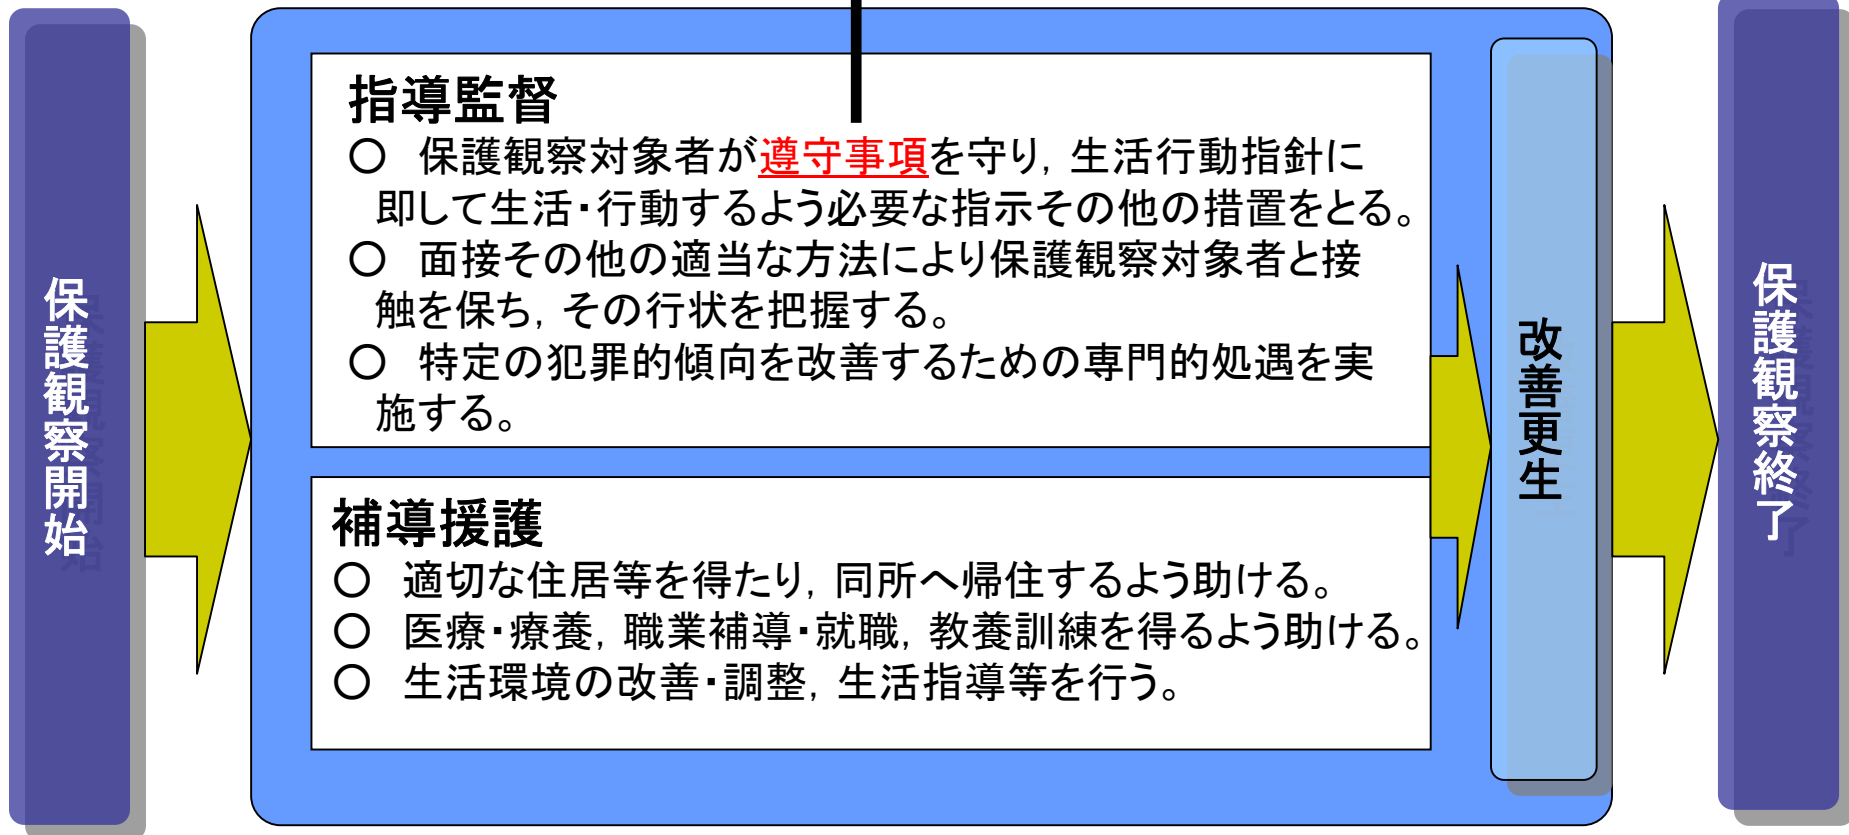 保護観察開始
指導監督
○　保護観察対象者が遵守事項を守り，生活行動指針に
即して生活・行動するよう必要な指示その他の措置をとる。
○　面接その他の適当な方法により保護観察対象者と接
触を保ち，その行状を把握する。
○　特定の犯罪的傾向を改善するための専門的処遇を実
施する。
補導援護
○　適切な住居等を得たり，同所へ帰住するよう助ける。
○　医療・療養，職業補導・就職，教養訓練を得るよう助ける。
○　生活環境の改善・調整，生活指導等を行う。
改善更生
保護観察終了